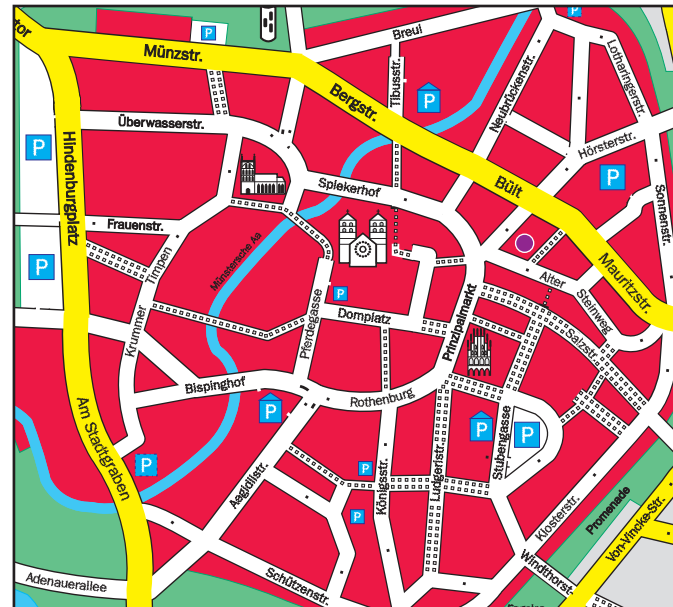 tor
Münzstr.
Breul
Bergstr.
Tibusstr.
P
P
P
Neubrückenstr.
Lotharingerstr.
Überwasserstr.
P
Hindenburgplatz
Hörsterstr.
P
Spiekerhof
Bült
Sonnenstr.
Frauenstr.
Timpen
Krummer
Münstersche Aa
P
Alter
Steinweg
Mauritzstr.
Pferdegasse
P
Domplatz
Prinzipalmarkt
Salzstr.
Bispinghof
Rothenburg
P
P
P
Am Stadtgraben
Stubengasse
Ludgeristr.
P
Aegidiistr.
P
P
Königsstr.
Klosterstr.
Promenade
Von-Vincke-Str.
Adenauerallee
Schützenstr.
Windthorst-